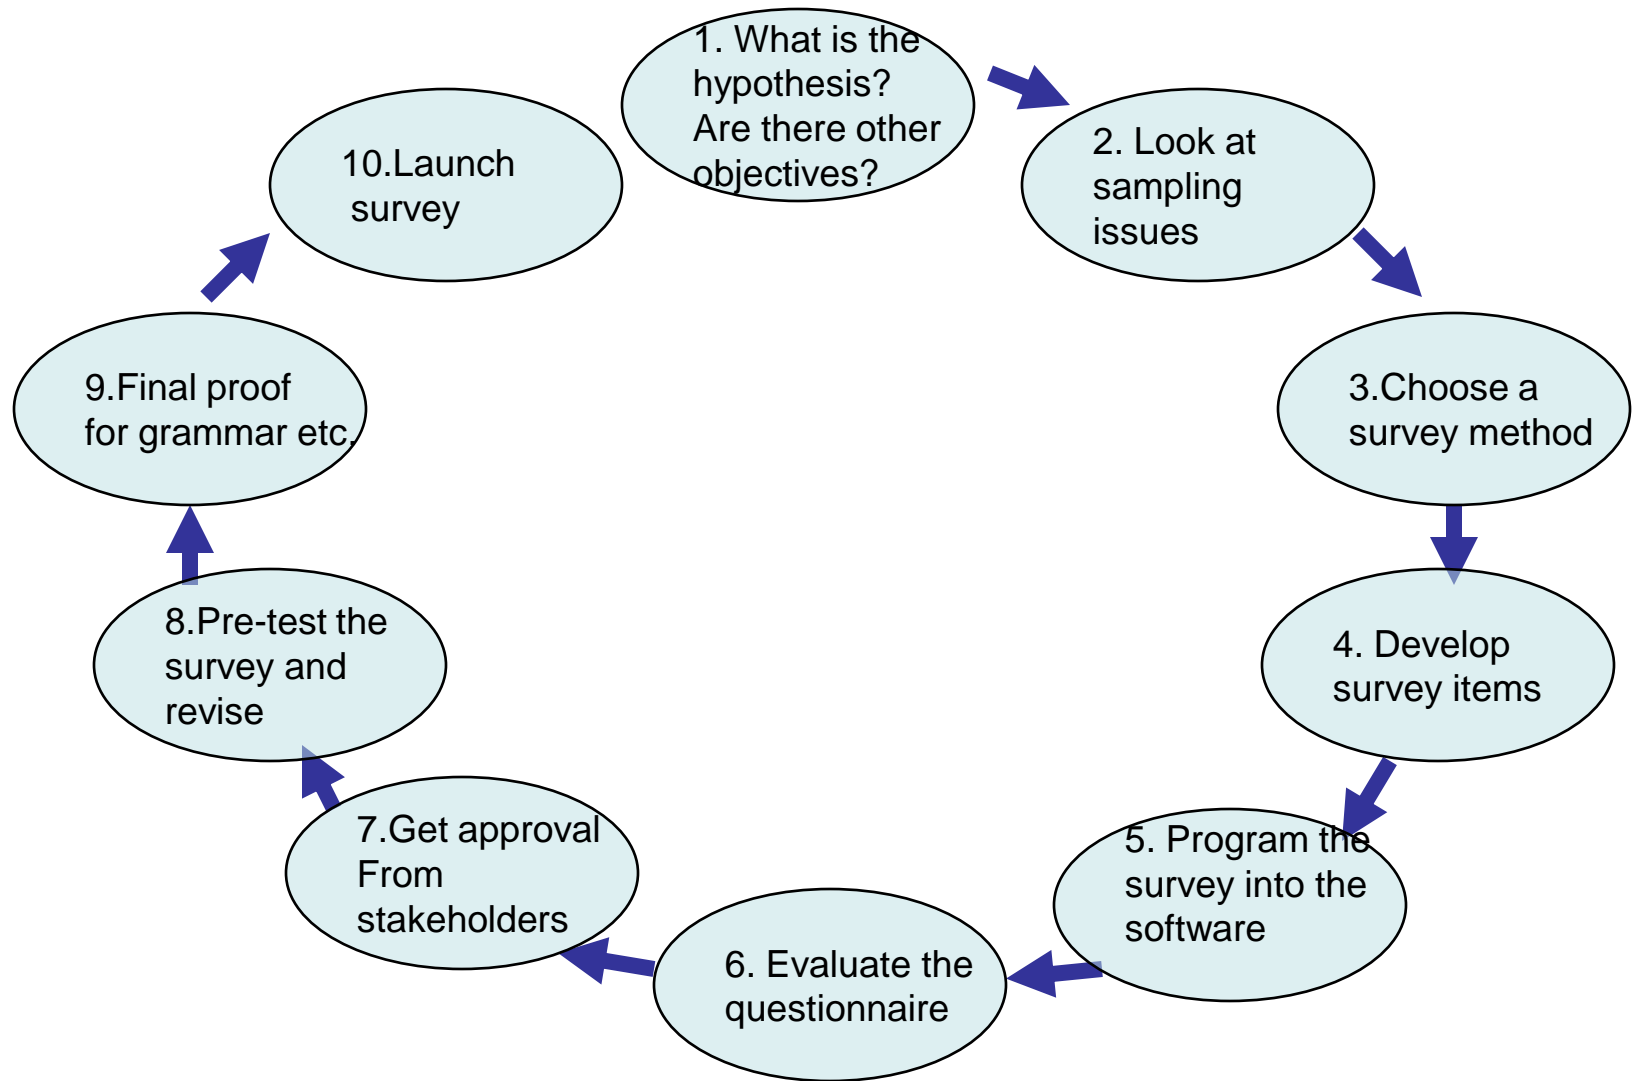 1. What is the
hypothesis?
Are there other
objectives?
2. Look at
sampling
issues
3.Choose a
survey method
4. Develop
survey items
5. Program the
survey into the
software
6. Evaluate the
questionnaire
7.Get approval
From
stakeholders
8.Pre-test the
survey and
revise
9.Final proof
for grammar etc.
10.Launch
survey